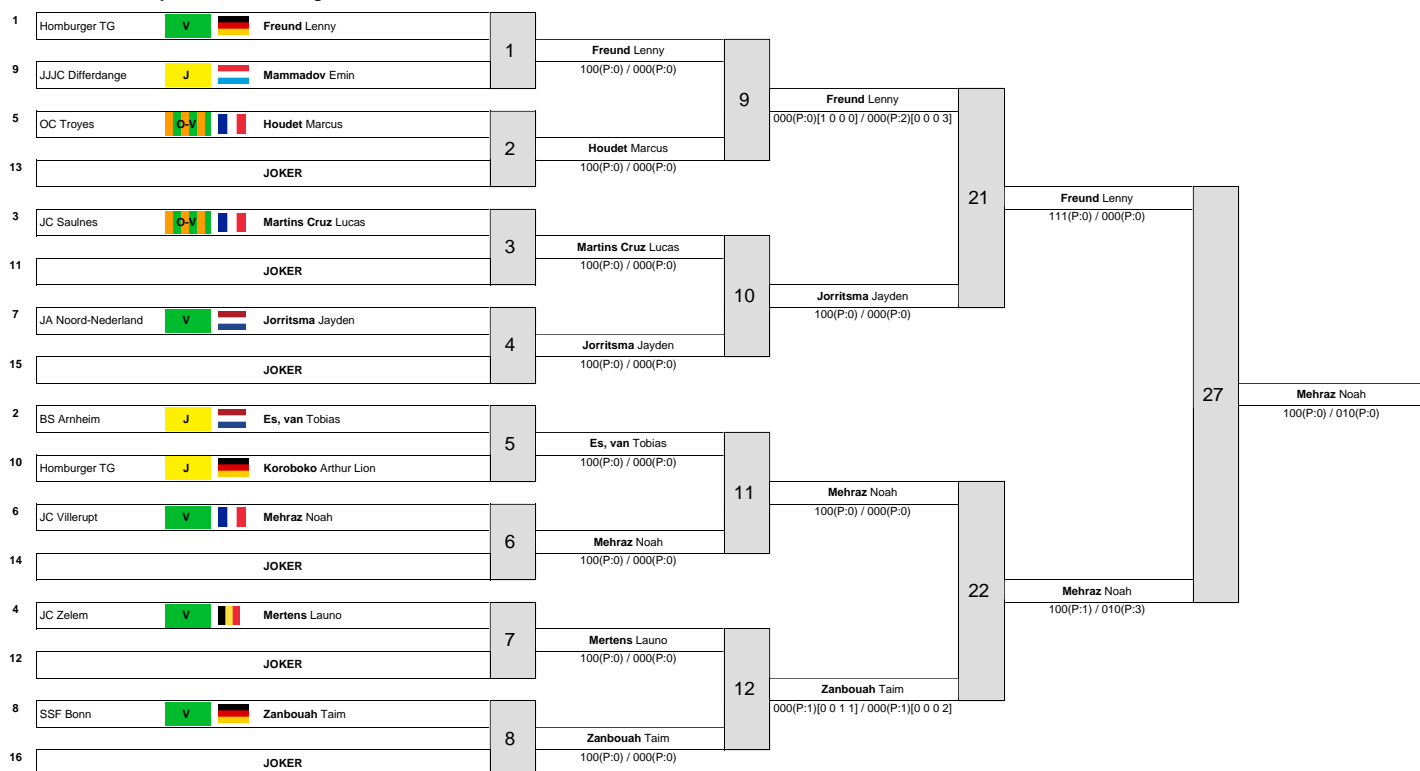 1 Homburger TG V Freund Lenny
1
Freund Lenny
100(P:0) / 000(P:0)
9 JJJC Differdange J Mammadov Emin
9
Freund Lenny
000(P:0)[1 0 0 0] / 000(P:2)[0 0 0 3]
5 OC Troyes O-V Houdet Marcus
2
Houdet Marcus
100(P:0) / 000(P:0)
13 JOKER
21
Freund Lenny
111(P:0) / 000(P:0)
3 JC Saulnes O-V Martins Cruz Lucas
3
Martins Cruz Lucas
100(P:0) / 000(P:0)
11 JOKER
10
Jorritsma Jayden
100(P:0) / 000(P:0)
7 JA Noord-Nederland V Jorritsma Jayden
4
Jorritsma Jayden
100(P:0) / 000(P:0)
15 JOKER
27
Mehraz Noah
100(P:0) / 010(P:0)
2 BS Arnheim J Es, van Tobias
5
Es, van Tobias
100(P:0) / 000(P:0)
10 Homburger TG J Koroboko Arthur Lion
11
Mehraz Noah
100(P:0) / 000(P:0)
6 JC Villerupt V Mehraz Noah
6
Mehraz Noah
100(P:0) / 000(P:0)
14 JOKER
22
Mehraz Noah
100(P:1) / 010(P:3)
4 JC Zelem V Mertens Launo
7
Mertens Launo
100(P:0) / 000(P:0)
12 JOKER
12
Zanbouah Taim
000(P:1)[0 0 1 1] / 000(P:1)[0 0 0 2]
8 SSF Bonn V Zanbouah Taim
8
Zanbouah Taim
100(P:0) / 000(P:0)
16 JOKER